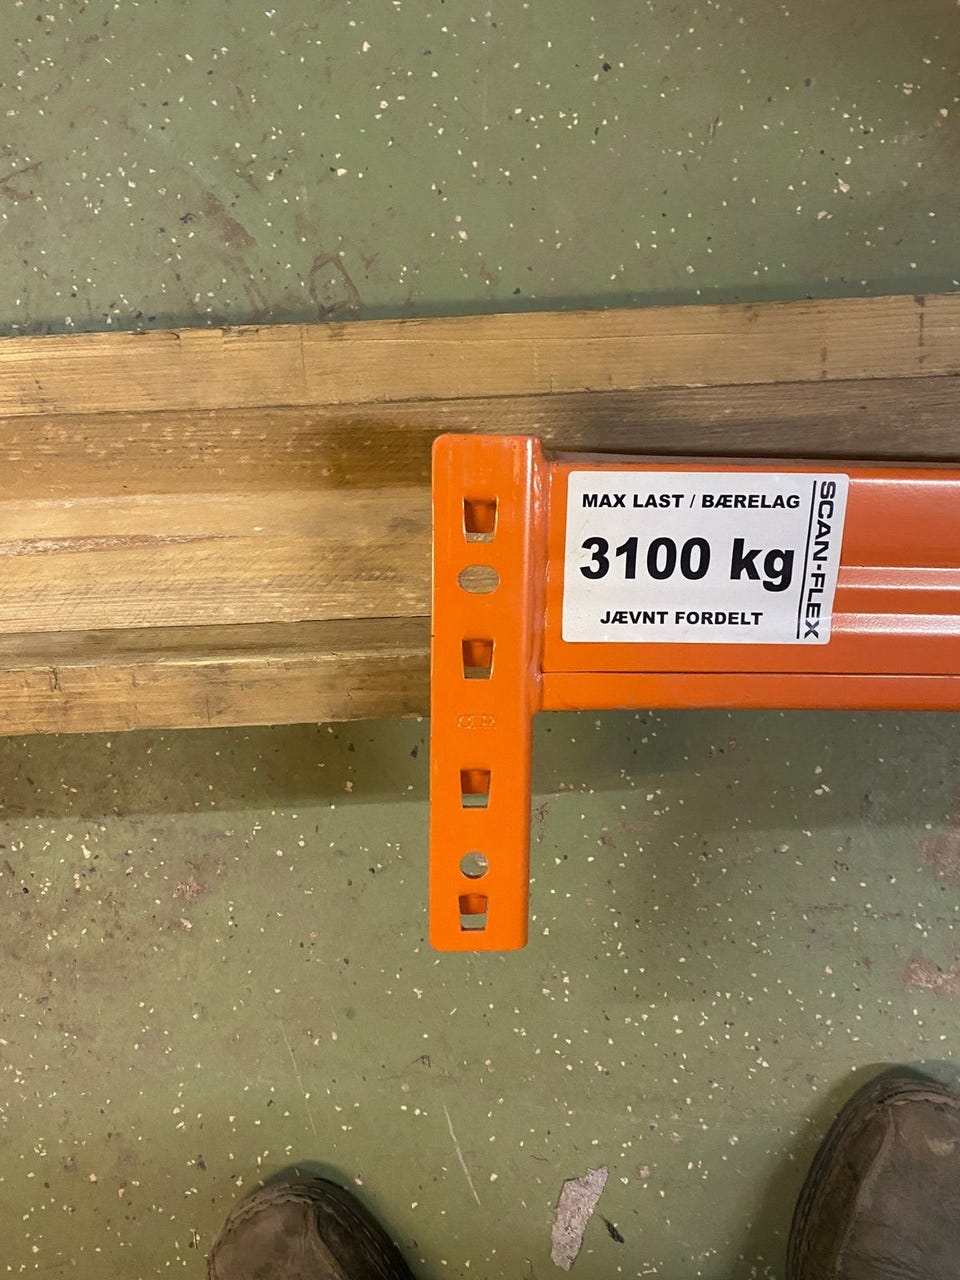 MAX LAST / BÆRELAG
3100 kg
JÆVNT FORDELT
SCAN-FLEX